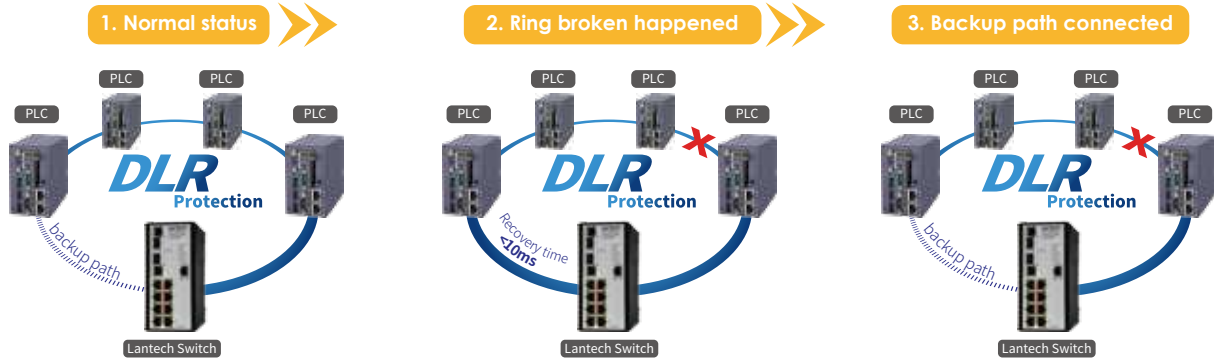 1. Normal status
2. Ring broken happened
3. Backup path connected
PLC
PLC
PLC
PLC
DLR
Protection
backup path
Lantech Switch
PLC
PLC
PLC
PLC
DLR
Protection
Recovery time
<10ms
Lantech Switch
PLC
PLC
PLC
PLC
DLR
Protection
backup path
Lantech Switch